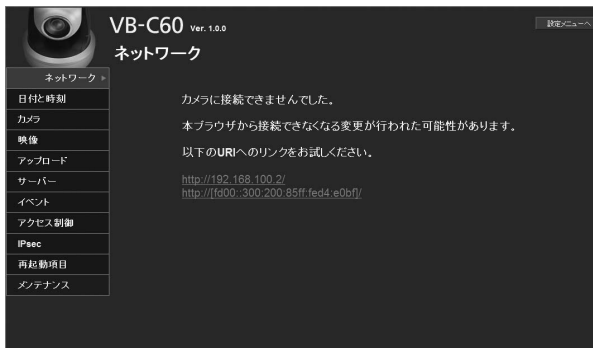 VB-C60 Ver. 1.0.0
設定メニューへ
ネットワーク
ネットワーク
日付と時刻
カメラ
映像
アップロード
サーバー
イベント
アクセス制御
IPsec
再起動項目
メンテナンス
カメラに接続できませんでした。
本ブラウザから接続できなくなる変更が行われた可能性があります。
以下のURIへのリンクをお試しください。
http://192.168.100.2/
http://[fd00::300:200:85ff:fed4:e0bf]/